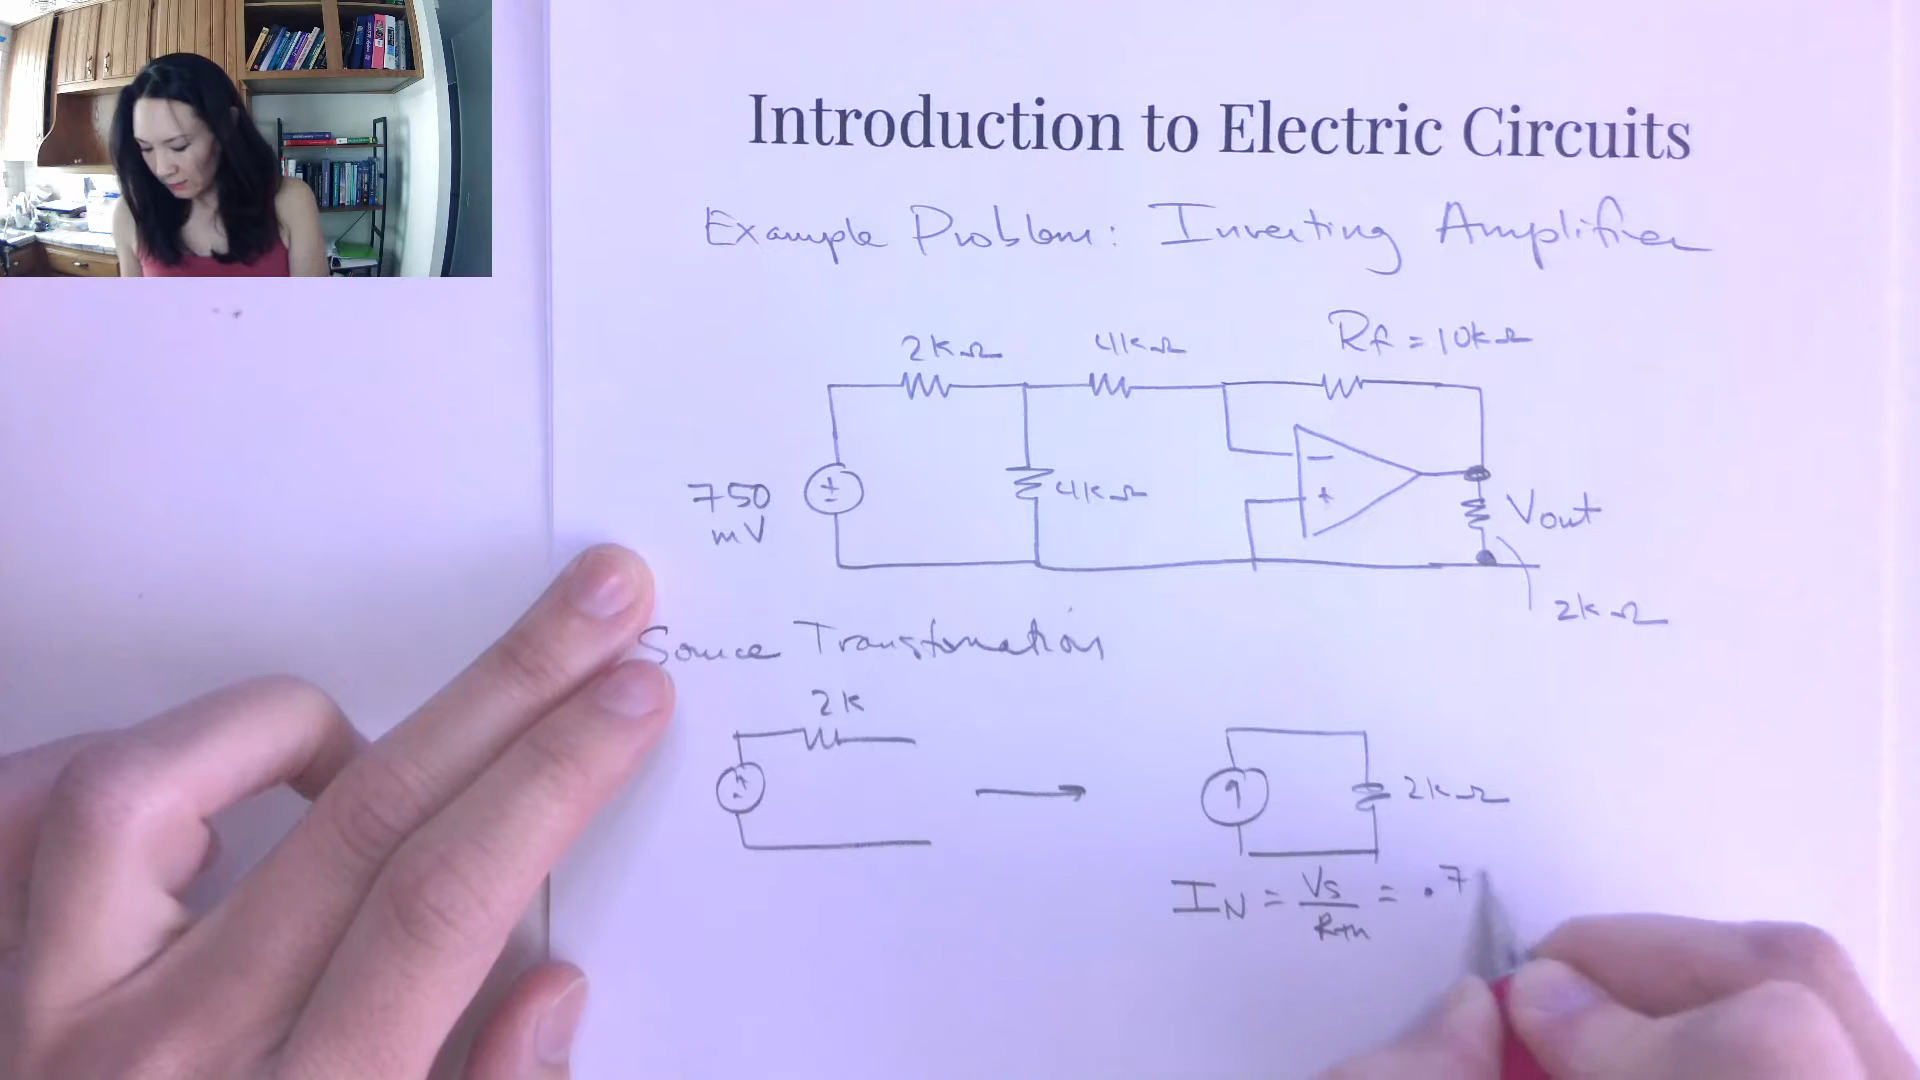 Introduction to Electric Circuits
Example Problem: Inverting Amplifier
2kΩ 4kΩ Rf = 10kΩ
750 mV
+
-
4kΩ
-
+
Vout
2kΩ
Source Transformation
2k
+
-
2kΩ
IN = Vs/RTH = .7